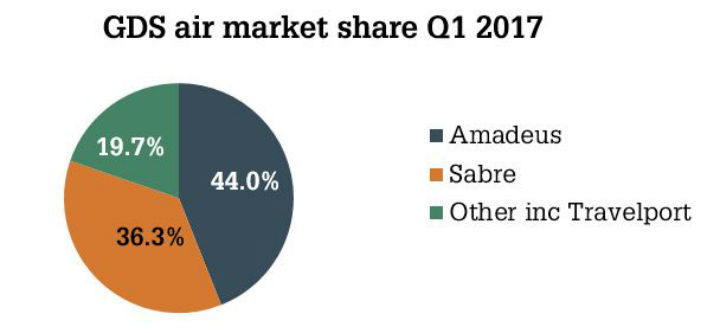 GDS air market share Q1 2017
19.7%
44.0%
36.3%
Amadeus
Sabre
Other inc Travelport